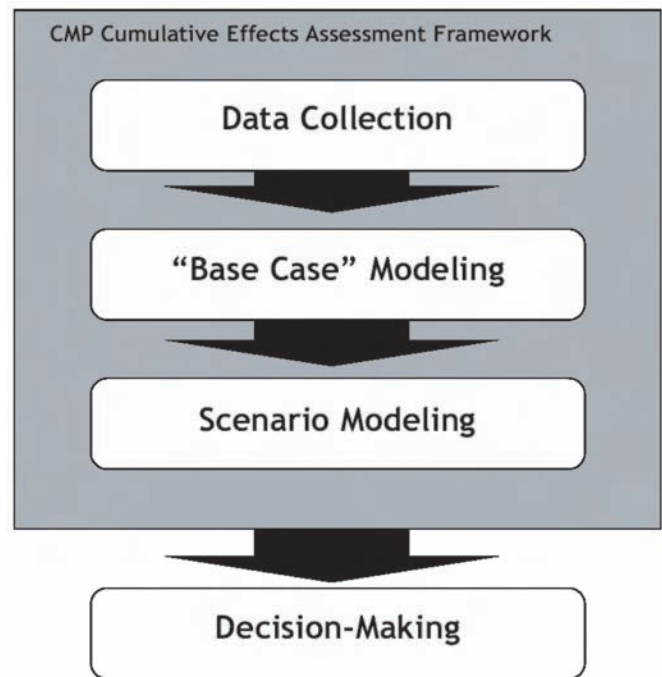 CMP Cumulative Effects Assessment Framework
Data Collection
“Base Case” Modeling
Scenario Modeling
Decision-Making